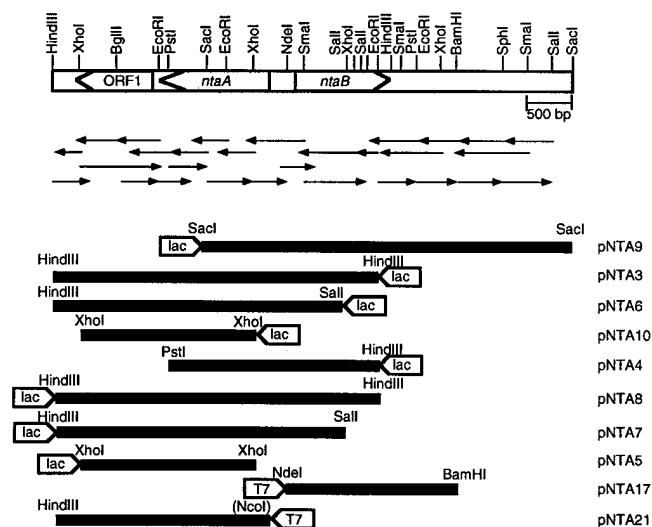 HindIII XhoI BglII EcoRI PstI SacI EcoRI XhoI NdeI SmaI SalI XhoI SalI SalI EcoRI HindIII SmaI PstI EcoRI XhoI BamHI SphI SmaI SalI SacI
ORF1 ntaA ntaB
500 bp
SacI SacI
lac pNTA9
HindIII HindIII
lac pNTA3
HindIII SalI
lac pNTA6
XhoI XhoI
lac pNTA10
PstI HindIII
lac pNTA4
HindIII HindIII
lac pNTA8
HindIII SalI
lac pNTA7
XhoI XhoI
lac pNTA5
NdeI BamHI
T7 pNTA17
HindIII (NcoI)
T7 pNTA21